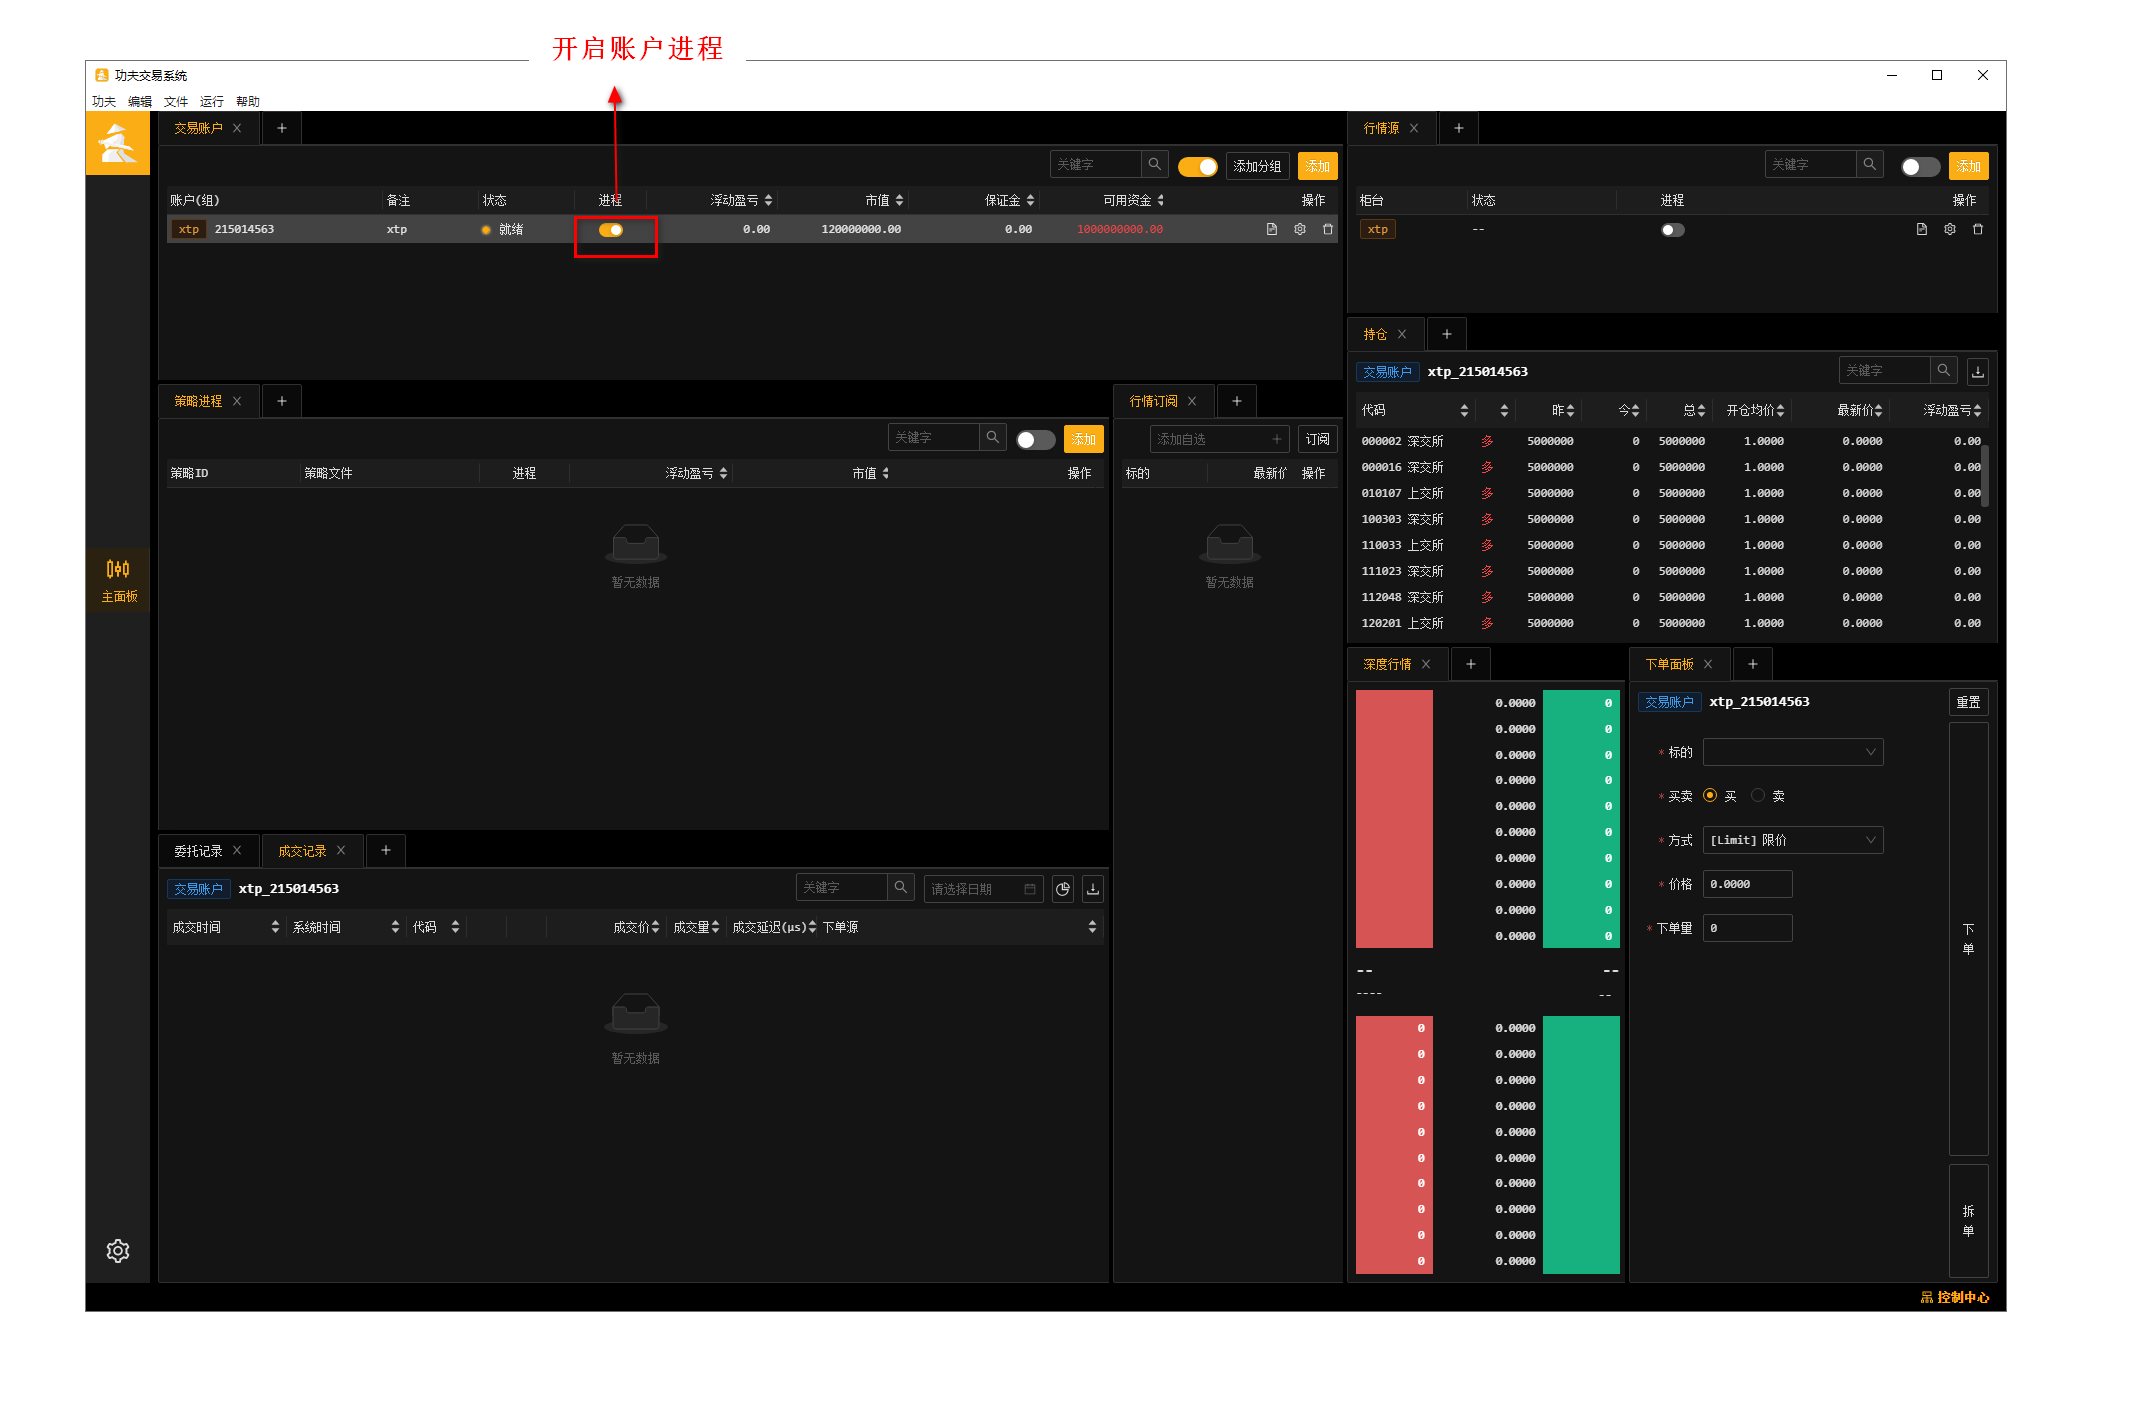 开启账户进程
功夫交易系统
功夫 编辑 文件 运行 帮助
交易账户
关键字 添加分组 添加
账户(组) 备注 状态 进程 浮动盈亏 市值 保证金 可用资金 操作
xtp 215014563 xtp 就绪 0.00 120000000.00 0.00 1000000000.00
行情源
关键字 添加
柜台 状态 进程 操作
xtp --
持仓
交易账户 xtp_215014563 关键字
代码 昨 今 总 开仓均价 最新价 浮动盈亏
000002 深交所 多 5000000 0 5000000 1.0000 0.0000 0.00
000016 深交所 多 5000000 0 5000000 1.0000 0.0000 0.00
010107 上交所 多 5000000 0 5000000 1.0000 0.0000 0.00
100303 深交所 多 5000000 0 5000000 1.0000 0.0000 0.00
110033 上交所 多 5000000 0 5000000 1.0000 0.0000 0.00
111023 深交所 多 5000000 0 5000000 1.0000 0.0000 0.00
112048 深交所 多 5000000 0 5000000 1.0000 0.0000 0.00
120201 上交所 多 5000000 0 5000000 1.0000 0.0000 0.00
主面板
策略进程
关键字 添加
策略ID 策略文件 进程 浮动盈亏 市值 操作
暂无数据
行情订阅
添加自选 订阅
标的 最新价 操作
暂无数据
委托记录 成交记录
交易账户 xtp_215014563 关键字 请选择日期
成交时间 系统时间 代码 成交价 成交量 成交延迟(μs) 下单源
暂无数据
深度行情
0.0000 0
0.0000 0
0.0000 0
0.0000 0
0.0000 0
0.0000 0
0.0000 0
0.0000 0
0.0000 0
0.0000 0
-- --
---- --
0 0.0000
0 0.0000
0 0.0000
0 0.0000
0 0.0000
0 0.0000
0 0.0000
0 0.0000
0 0.0000
0 0.0000
下单面板
交易账户 xtp_215014563 重置
* 标的
* 买卖 买 卖
* 方式 [Limit] 限价
* 价格 0.0000
* 下单量 0
下单
拆单
控制中心